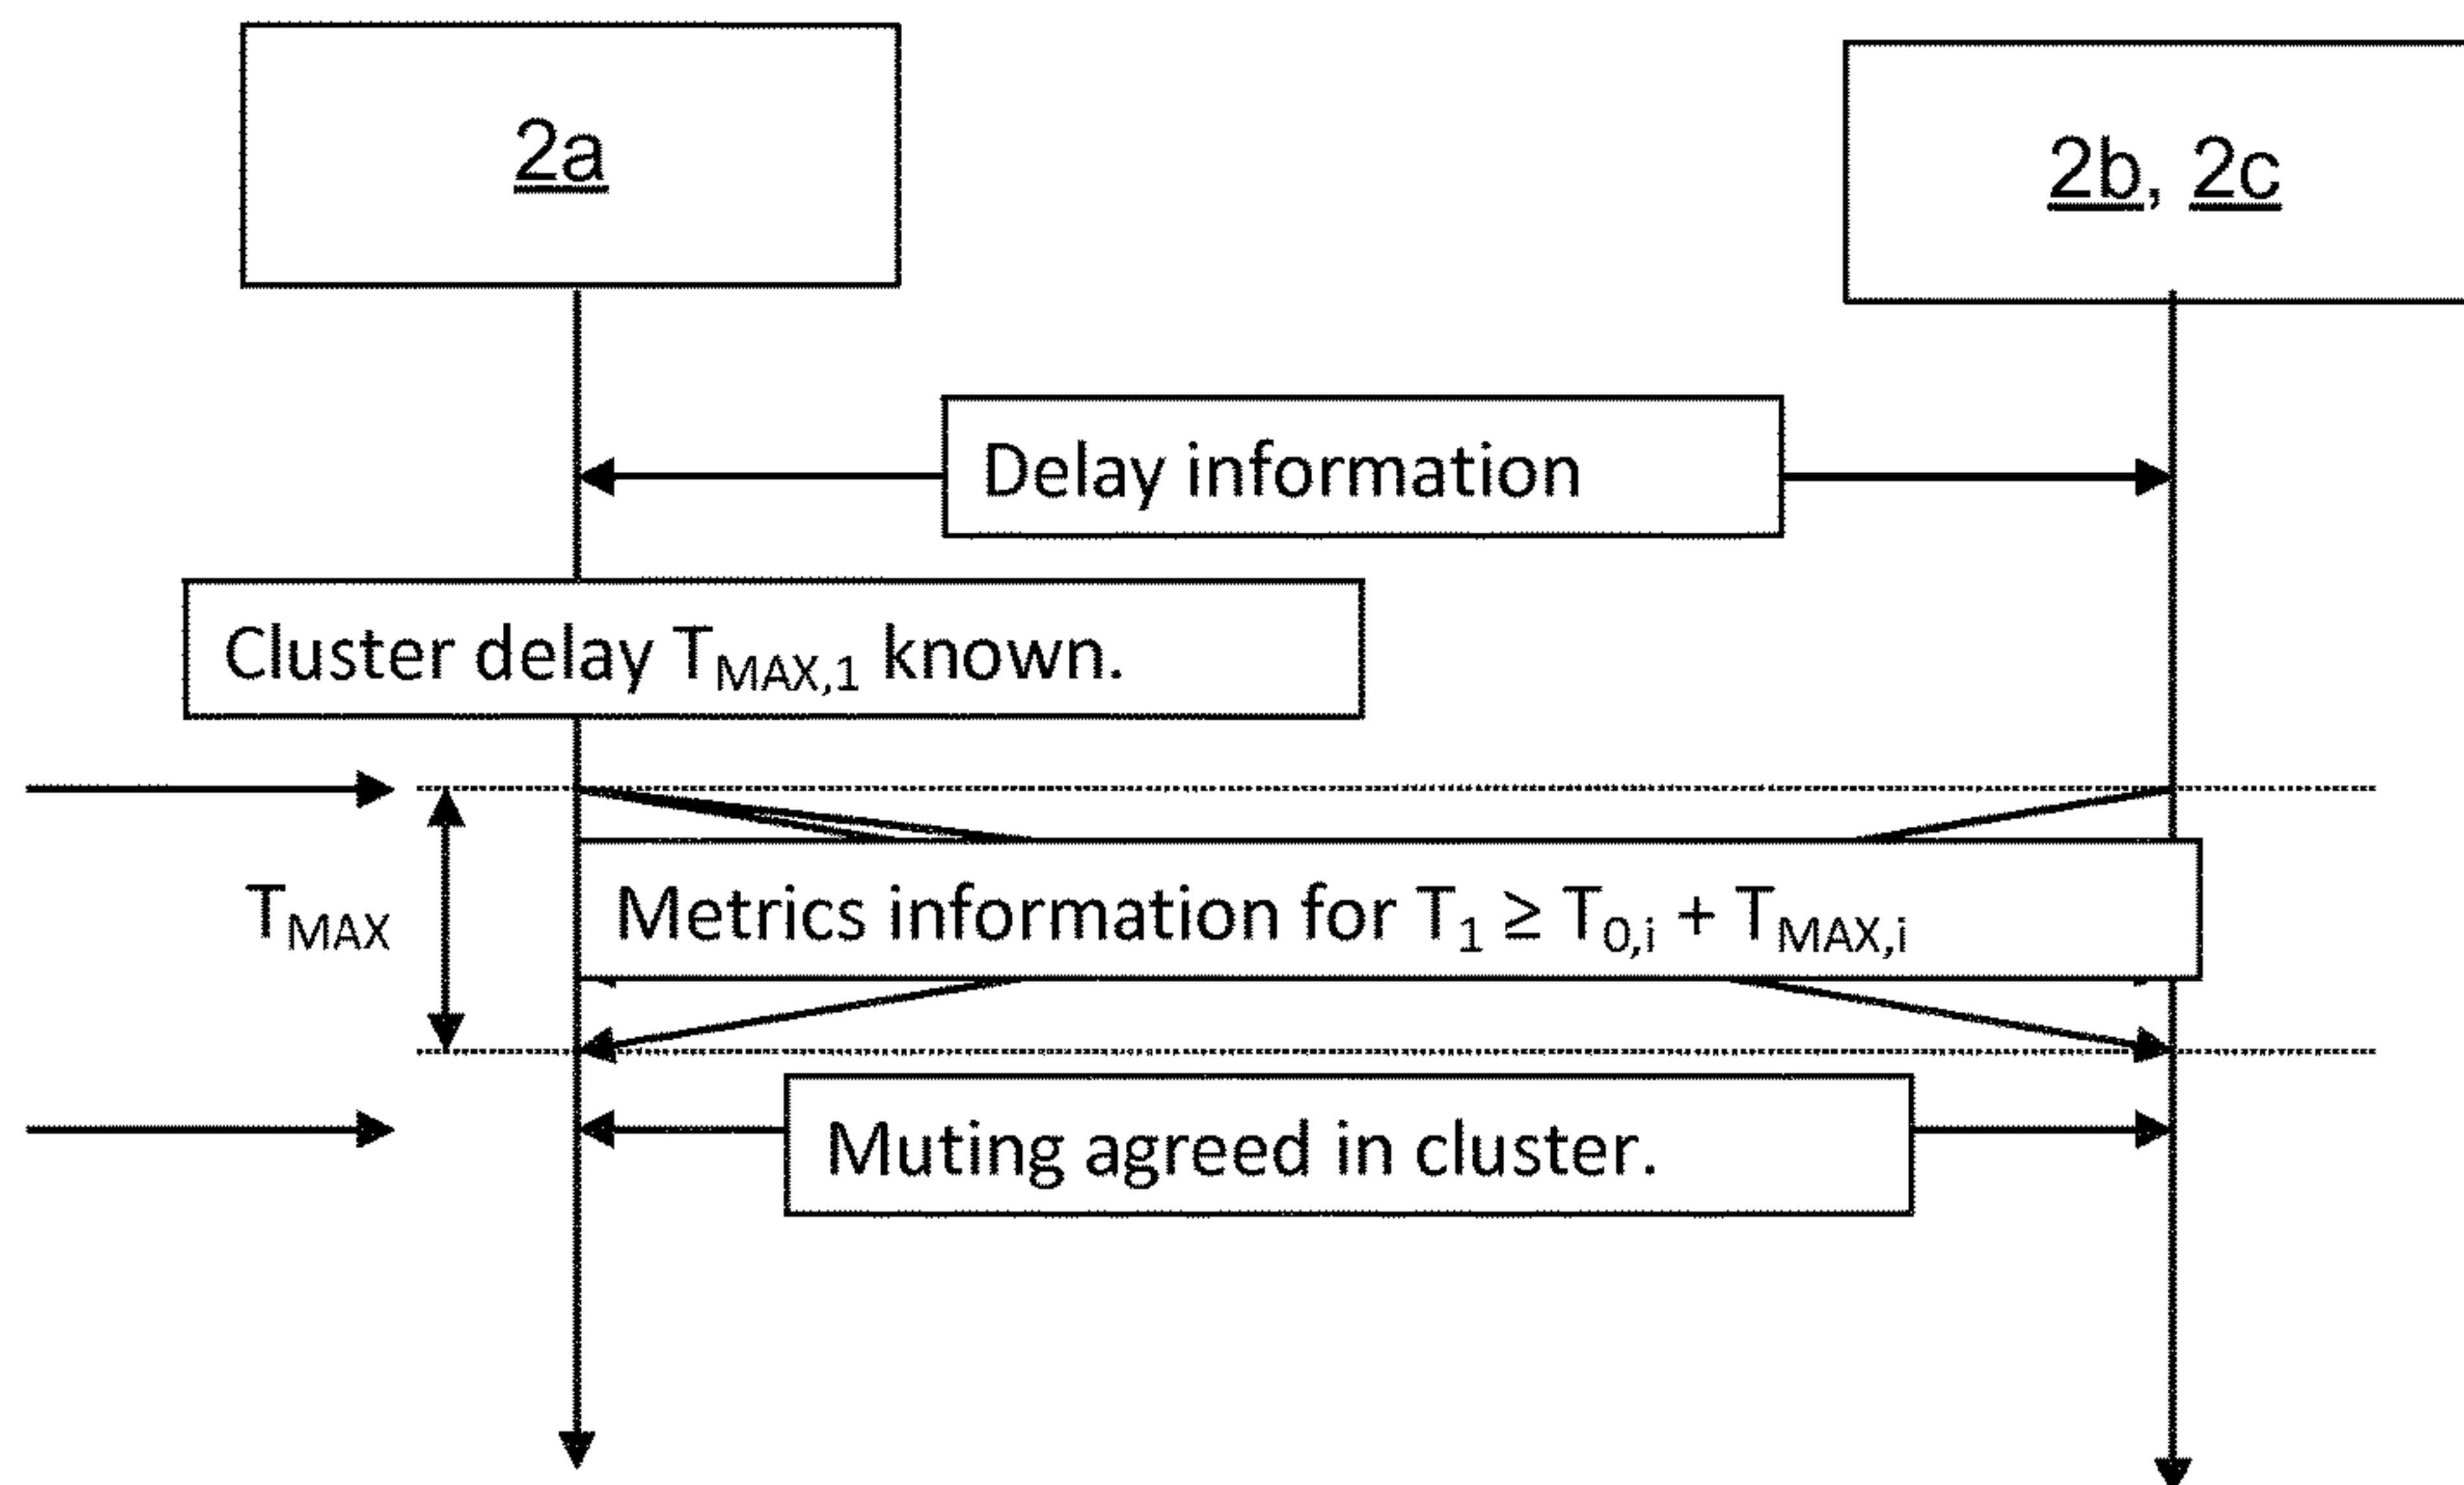 2a
2b, 2c
Delay information
Cluster delay T_MAX,1 known.
T_MAX
Metrics information for T_1 ≥ T_0,i + T_MAX,i
Muting agreed in cluster.